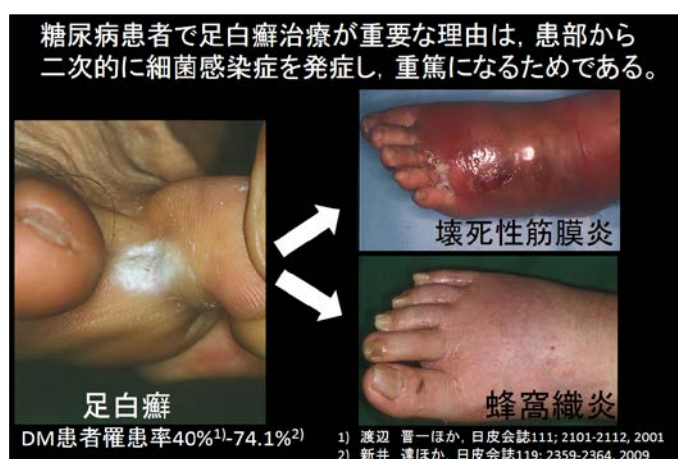 糖尿病患者で足白癬治療が重要な理由は，患部から
二次的に細菌感染症を発症し，重篤になるためである。
壊死性筋膜炎
足白癬
蜂窩織炎
DM患者罹患率40%1)-74.1%2)
1) 渡辺 晋一ほか，日皮会誌111; 2101-2112, 2001
2) 新井 達ほか，日皮会誌119; 2359-2364, 2009